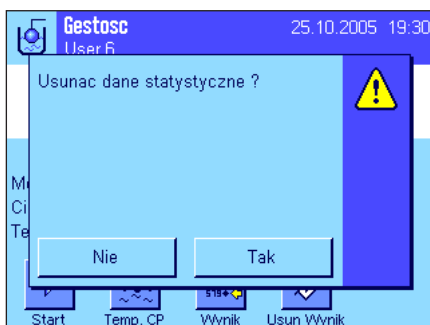 Gestosc 25.10.2005 19:30
User 6
Usunac dane statystyczne ?
Nie Tak
Start Temp. CP Wynik Usun Wynik